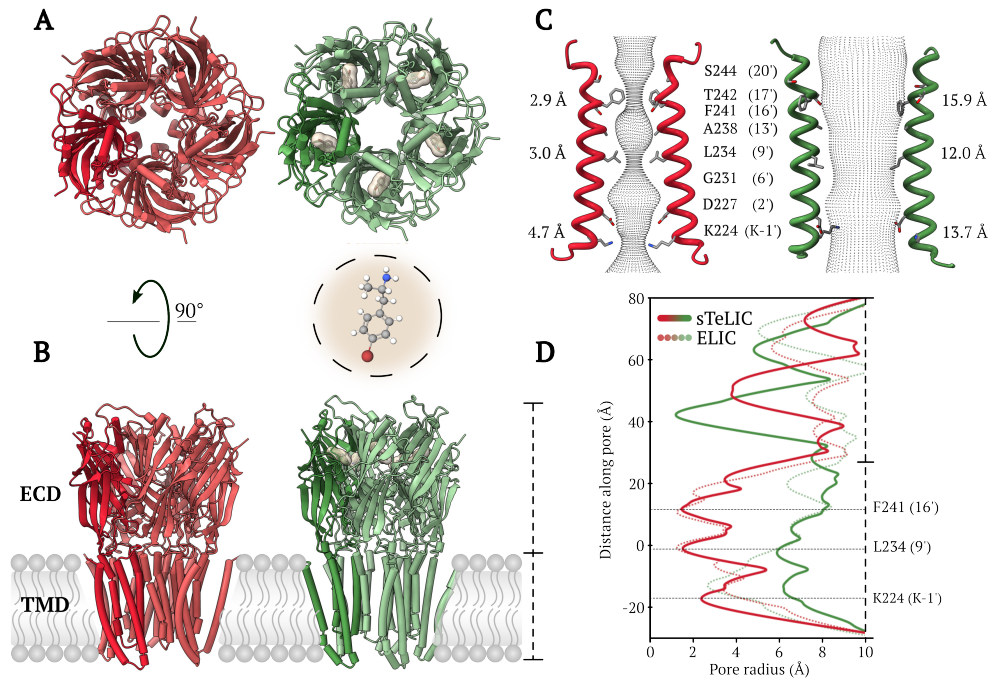 A
90°
B
ECD
TMD
C
S244 (20')
2.9 Å
T242 (17')
15.9 Å
F241 (16')
A238 (13')
3.0 Å
L234 (9')
12.0 Å
G231 (6')
D227 (2')
4.7 Å
K224 (K-1')
13.7 Å
D
80
sTeLIC
ELIC
60
40
20
F241 (16')
0
L234 (9')
K224 (K-1')
-20
Distance along pore (Å)
0 2 4 6 8 10
Pore radius (Å)